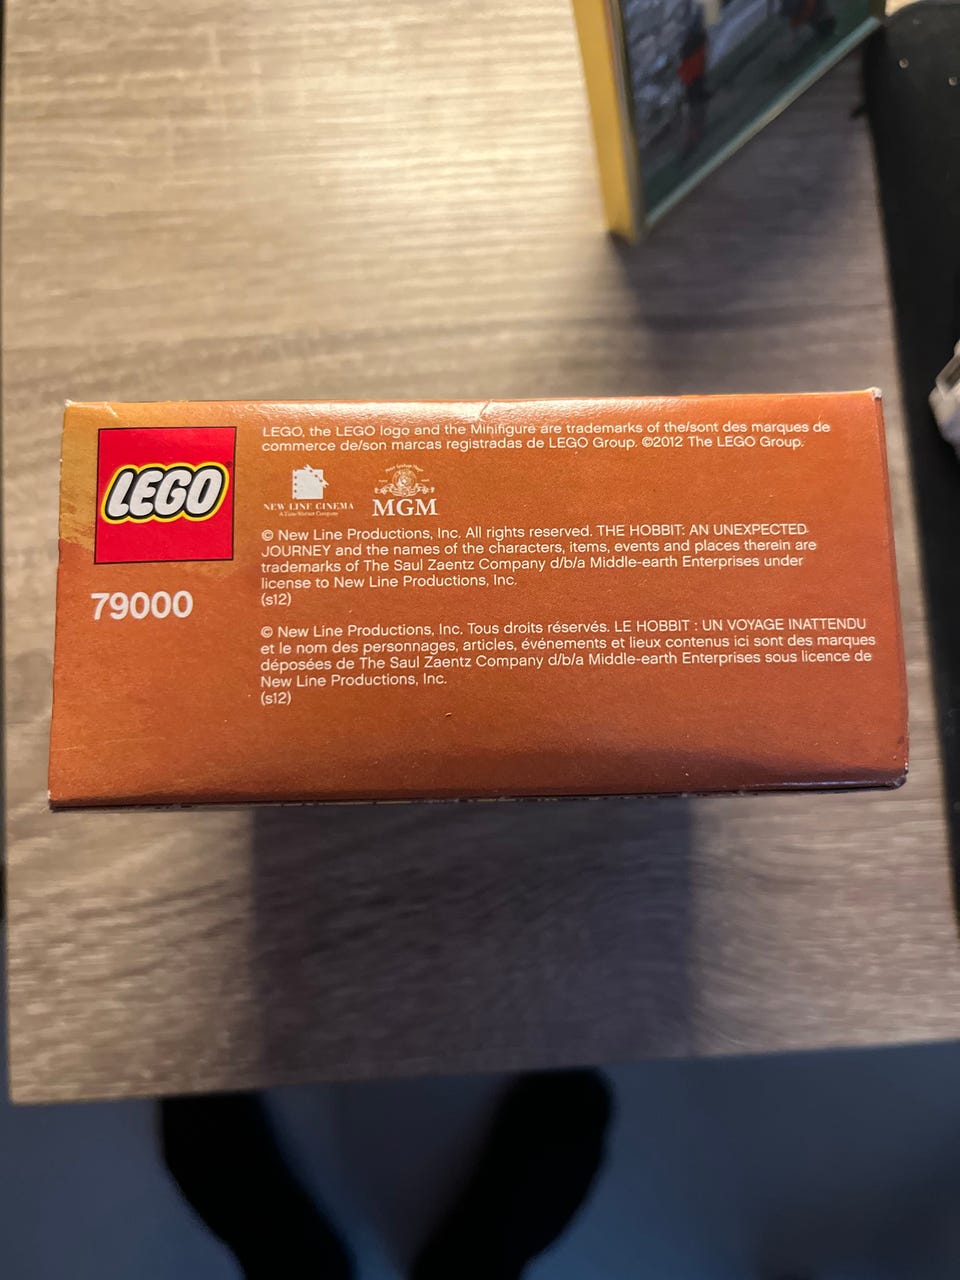 LEGO, the LEGO logo and the Minifigure are trademarks of the/sont des marques de
commerce de/son marcas registradas de LEGO Group. ©2012 The LEGO Group.
LEGO
NEW LINE CINEMA
A Time Warner Company
MGM
79000
© New Line Productions, Inc. All rights reserved. THE HOBBIT: AN UNEXPECTED
JOURNEY and the names of the characters, items, events and places therein are
trademarks of The Saul Zaentz Company d/b/a Middle-earth Enterprises under
license to New Line Productions, Inc.
(s12)
© New Line Productions, Inc. Tous droits réservés. LE HOBBIT : UN VOYAGE INATTENDU
et le nom des personnages, articles, événements et lieux contenus ici sont des marques
déposées de The Saul Zaentz Company d/b/a Middle-earth Enterprises sous licence de
New Line Productions, Inc.
(s12)